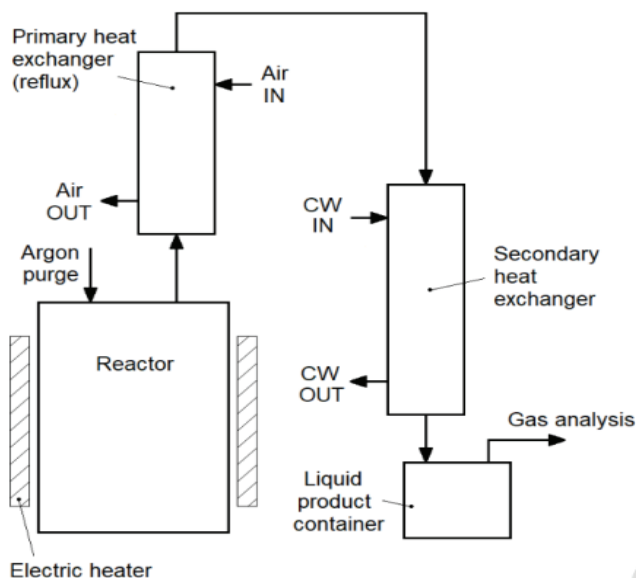 Primary heat
exchanger
(reflux)
Air
IN
Air
OUT
Argon
purge
Reactor
Electric heater
CW
IN
Secondary
heat
exchanger
CW
OUT
Gas analysis
Liquid
product
container